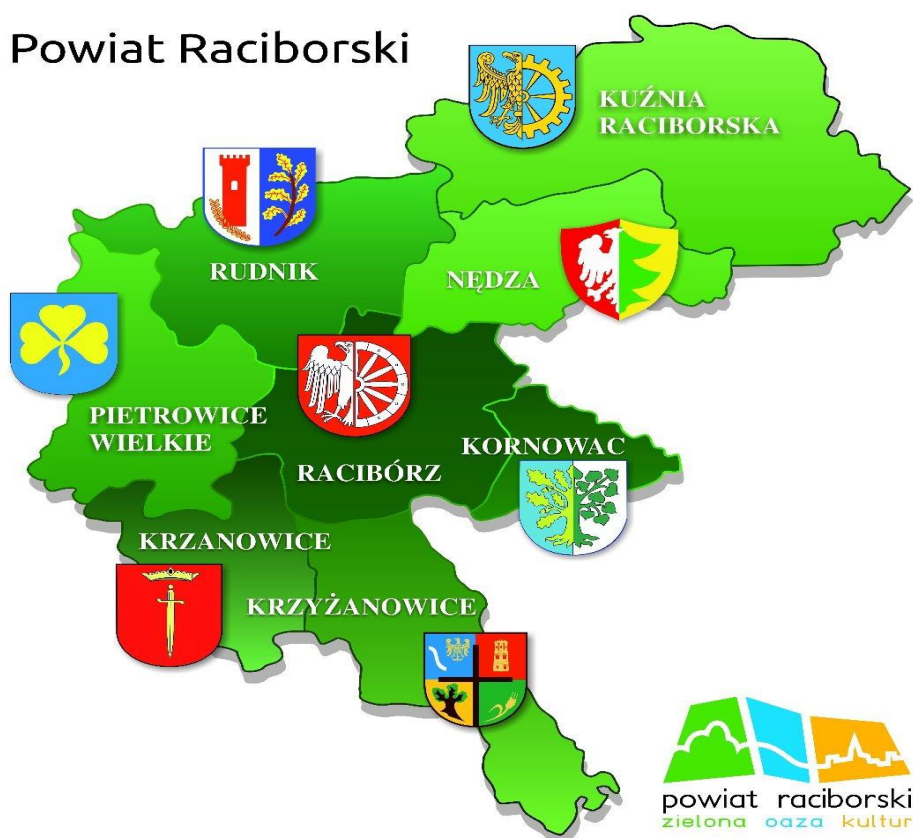 Powiat Raciborski
KUŹNIA
RACIBORSKA
RUDNIK
NĘDZA
PIETROWICE
WIELKIE
RACIBÓRZ
KORNOWAC
KRZANOWICE
KRZYŻANOWICE
powiat raciborski
zielona oaza kultur